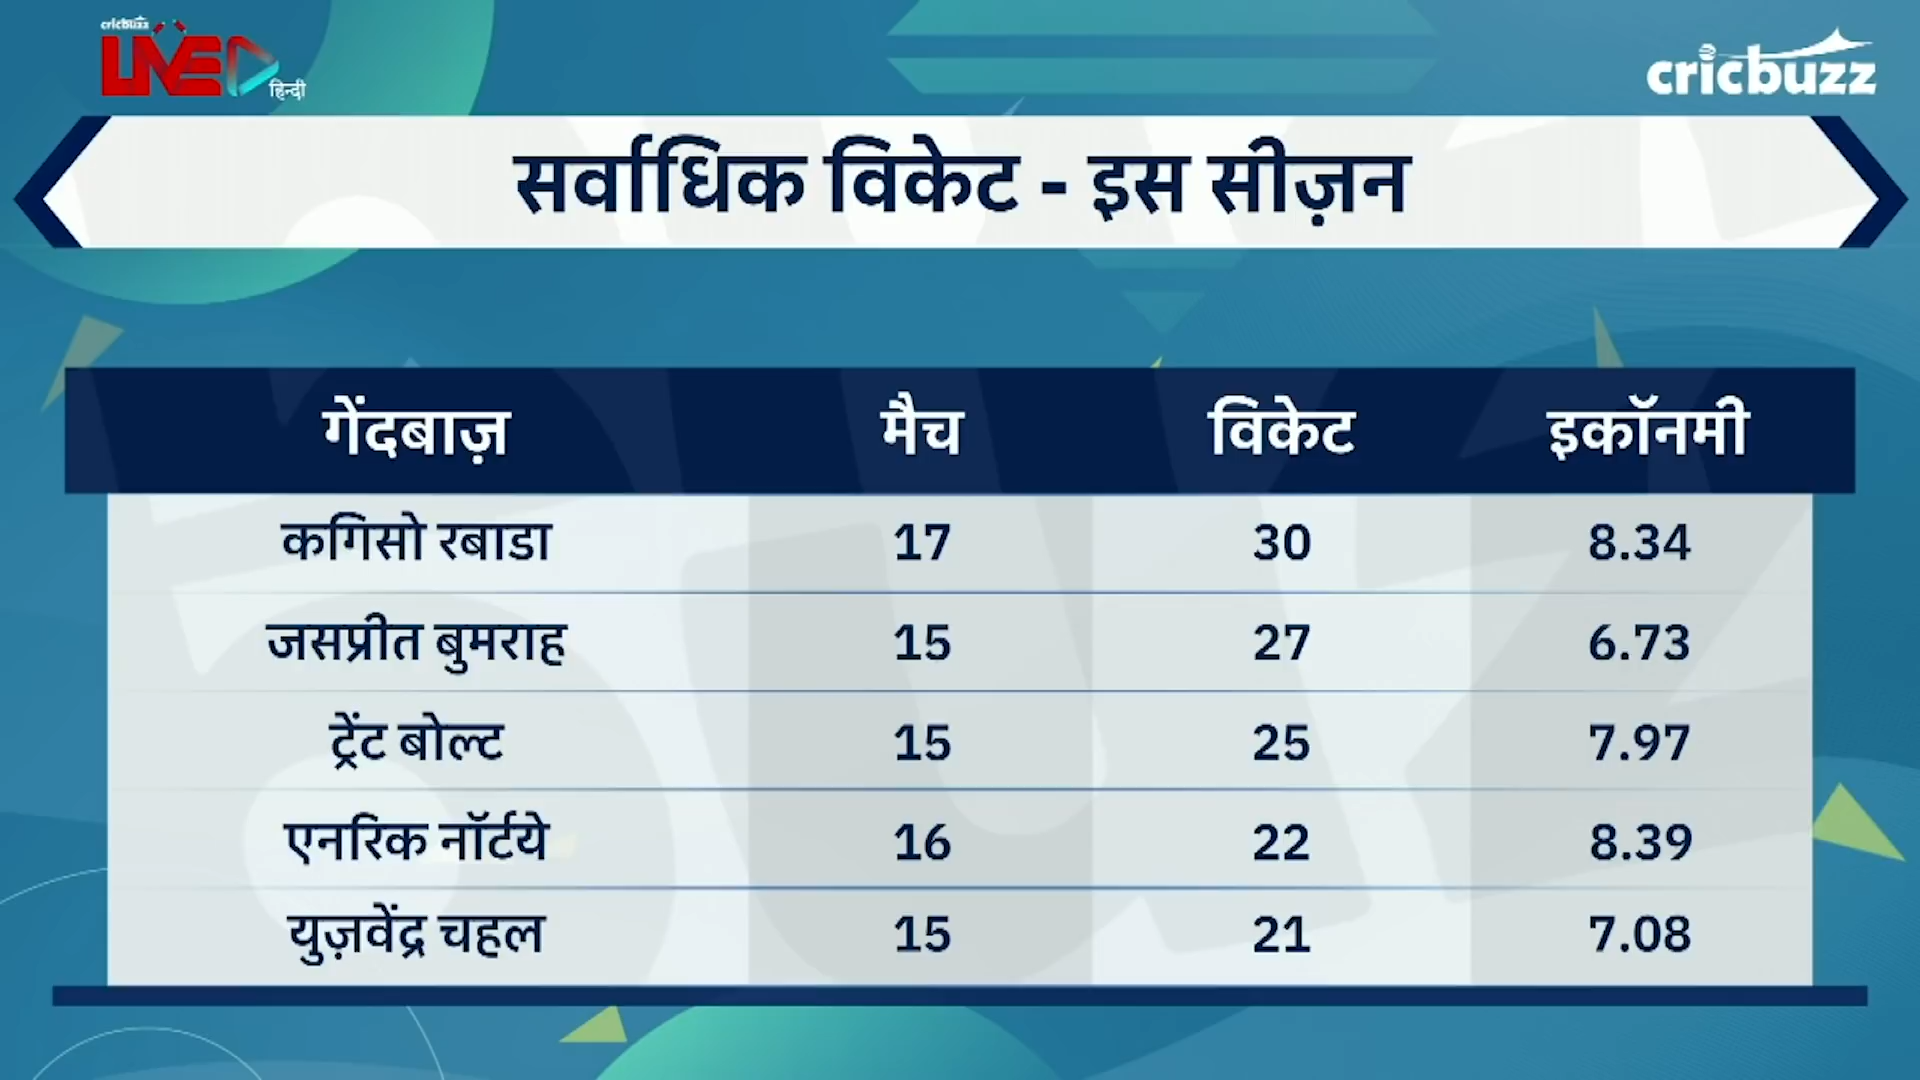 cricbuzz
LIVE
हिन्दी
cricbuzz
सर्वाधिक विकेट - इस सीज़न
गेंदबाज़ मैच विकेट इकॉनमी
कगिसो रबाडा 17 30 8.34
जसप्रीत बुमराह 15 27 6.73
ट्रेंट बोल्ट 15 25 7.97
एनरिक नॉर्टये 16 22 8.39
युज़वेंद्र चहल 15 21 7.08